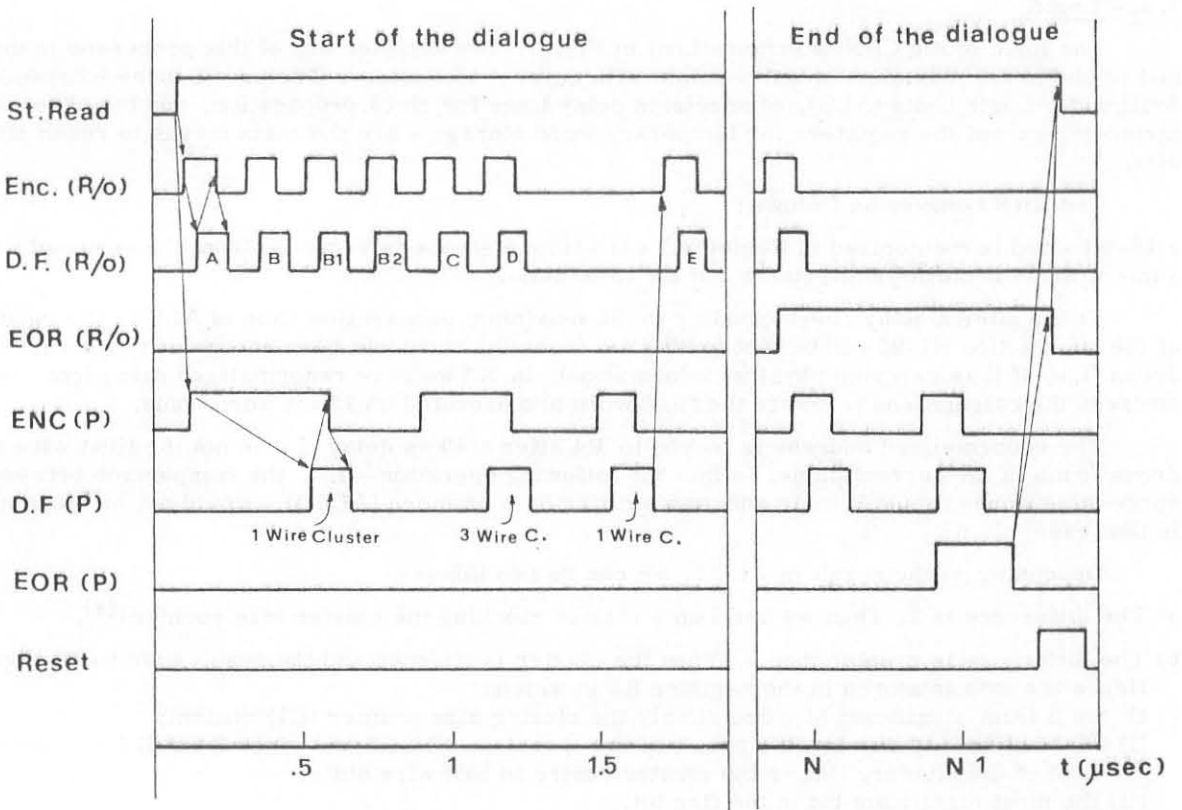 Start of the dialogue
End of the dialogue
St. Read
Enc. (R/o)
D.F. (R/o)
A B B1 B2 C D E
EOR (R/o)
ENC (P)
D.F (P)
1 Wire Cluster 3 Wire C. 1 Wire C.
EOR (P)
Reset
.5 1 1.5 N N+1 t (μsec)